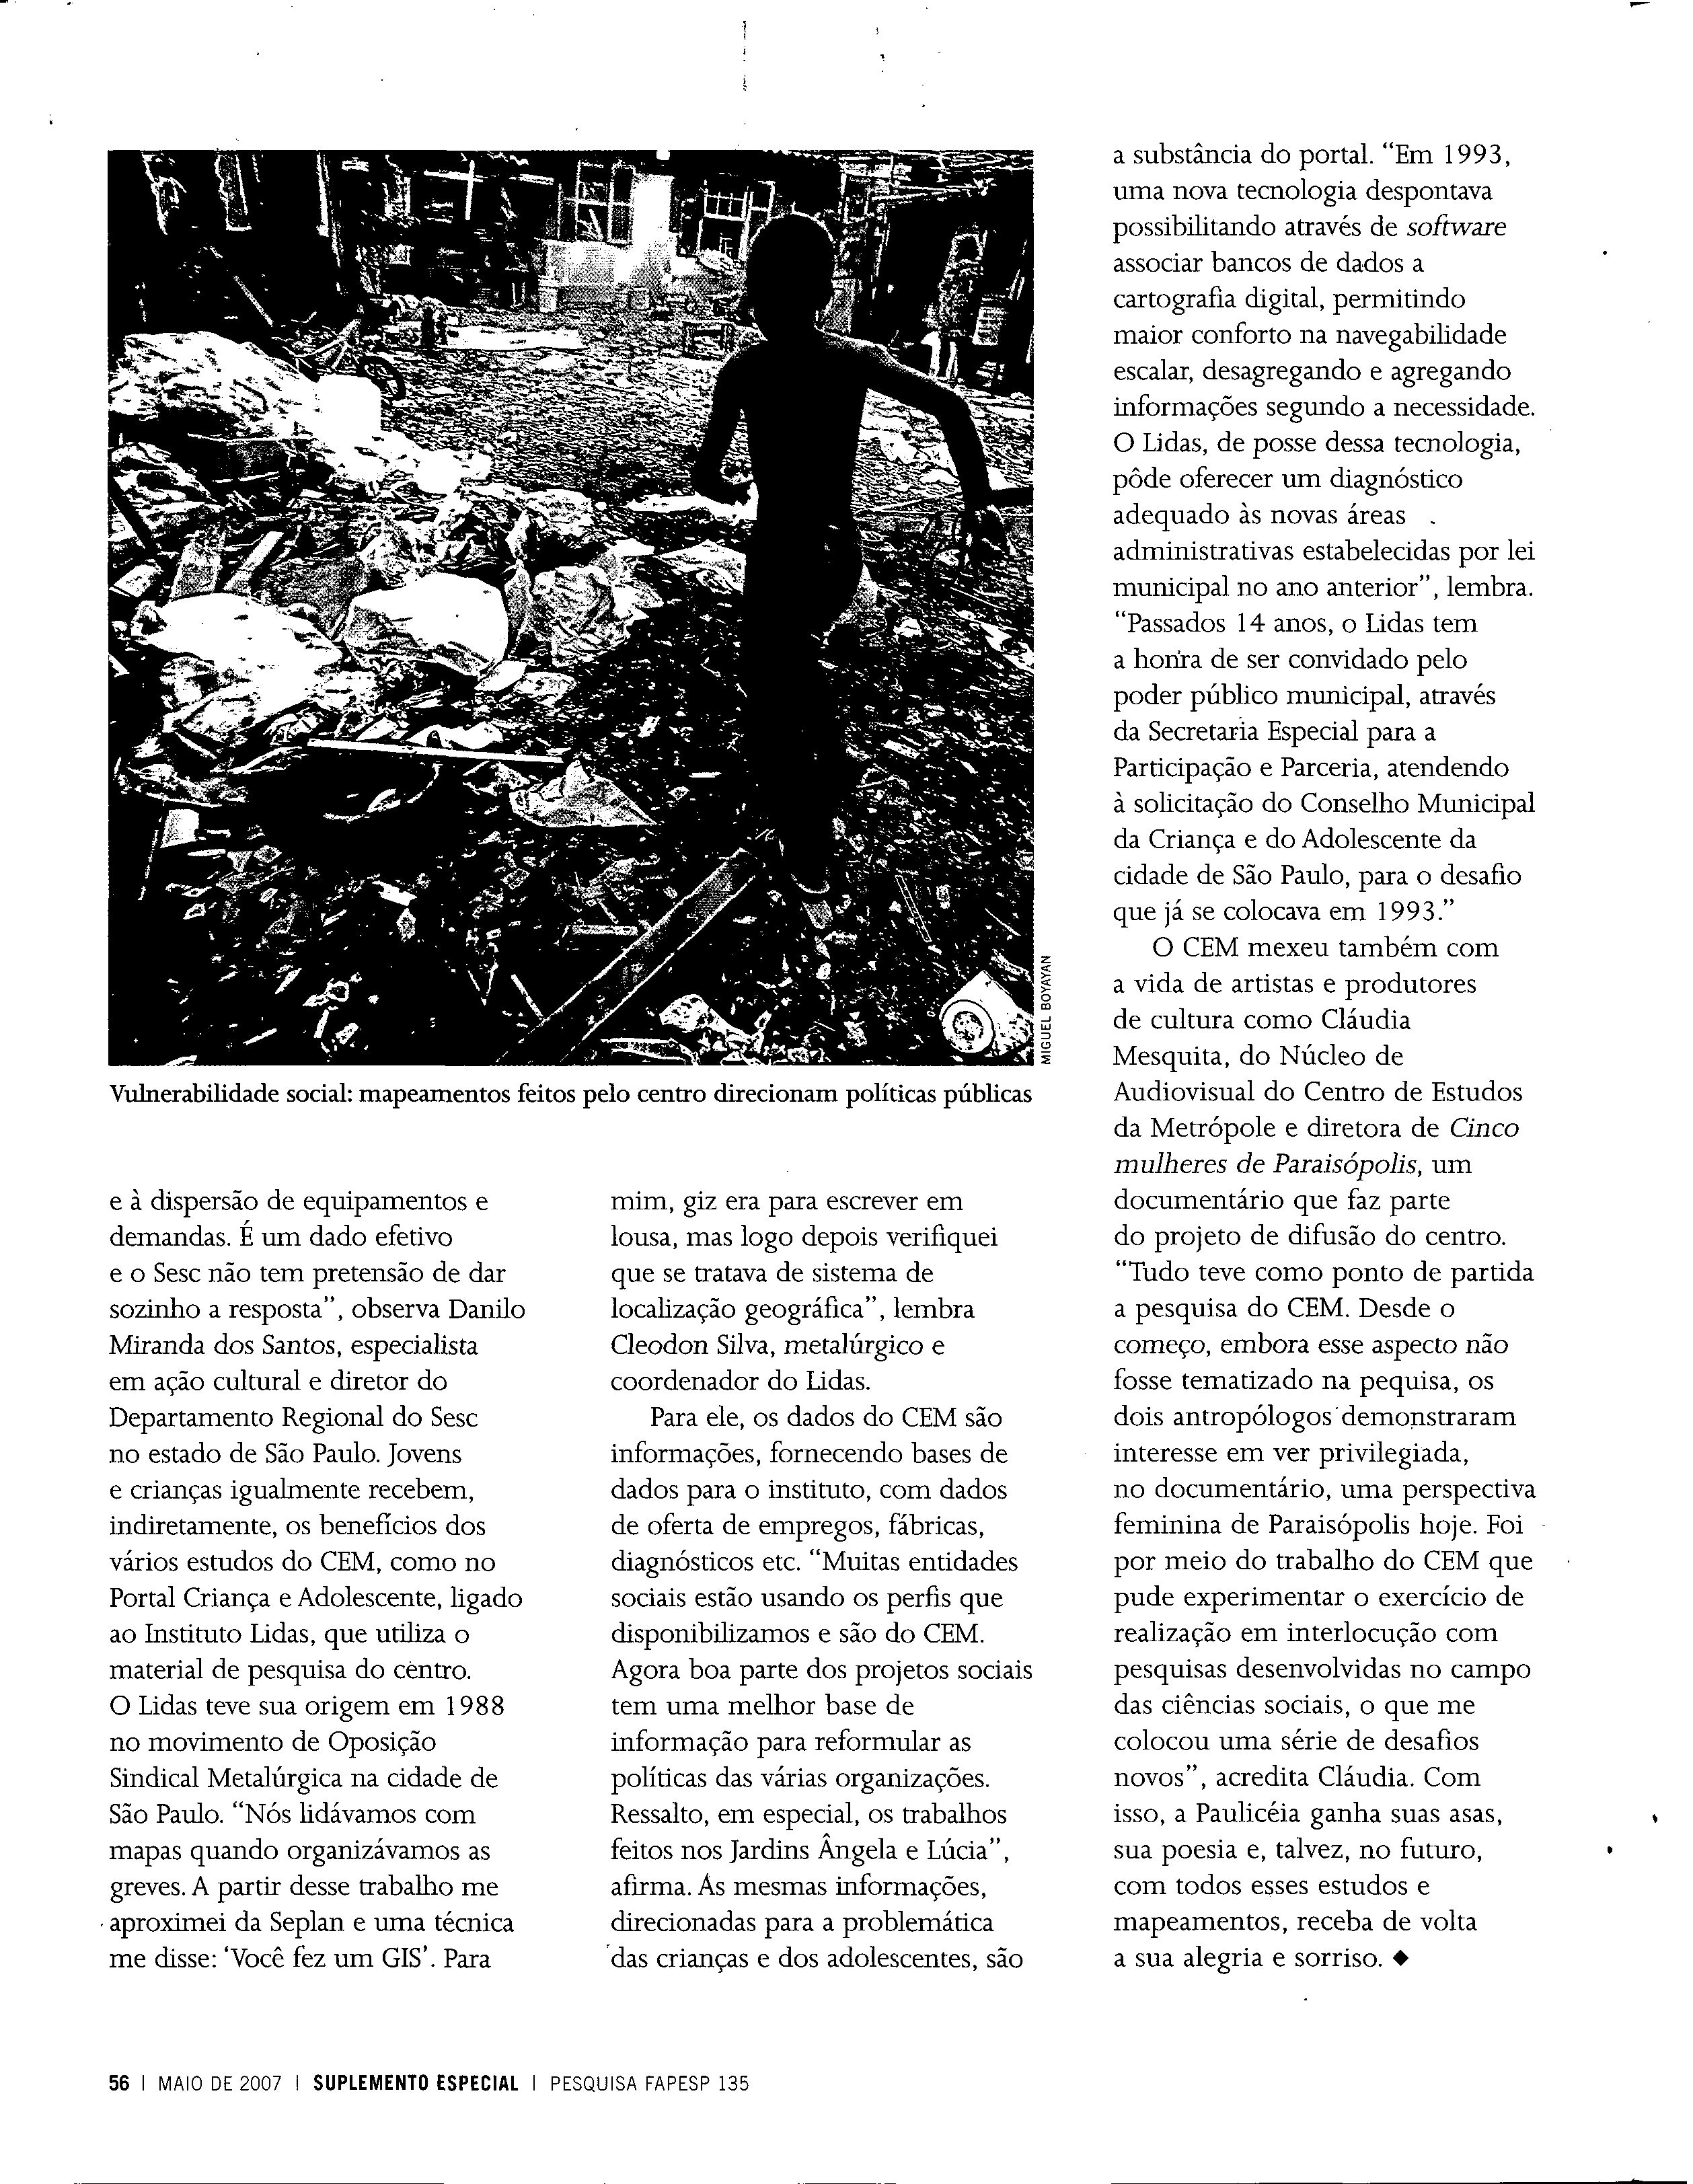 MIGUEL BOYAYAN
Vulnerabilidade social: mapeamentos feitos pelo centro direcionam políticas públicas
e à dispersão de equipamentos e
demandas. É um dado efetivo
e o Sesc não tem pretensão de dar
sozinho a resposta”, observa Danilo
Miranda dos Santos, especialista
em ação cultural e diretor do
Departamento Regional do Sesc
no estado de São Paulo. Jovens
e crianças igualmente recebem,
indiretamente, os benefícios dos
vários estudos do CEM, como no
Portal Criança e Adolescente, ligado
ao Instituto Lidas, que utiliza o
material de pesquisa do centro.
O Lidas teve sua origem em 1988
no movimento de Oposição
Sindical Metalúrgica na cidade de
São Paulo. “Nós lidávamos com
mapas quando organizávamos as
greves. A partir desse trabalho me
aproximei da Seplan e uma técnica
me disse: ‘Você fez um GIS’. Para
mim, giz era para escrever em
lousa, mas logo depois verifiquei
que se tratava de sistema de
localização geográfica”, lembra
Cleodon Silva, metalúrgico e
coordenador do Lidas.
Para ele, os dados do CEM são
informações, fornecendo bases de
dados para o instituto, com dados
de oferta de empregos, fábricas,
diagnósticos etc. “Muitas entidades
sociais estão usando os perfis que
disponibilizamos e são do CEM.
Agora boa parte dos projetos sociais
tem uma melhor base de
informação para reformular as
políticas das várias organizações.
Ressalto, em especial, os trabalhos
feitos nos Jardins Ângela e Lúcia”,
afirma. As mesmas informações,
direcionadas para a problemática
das crianças e dos adolescentes, são
a substância do portal. “Em 1993,
uma nova tecnologia despontava
possibilitando através de software
associar bancos de dados a
cartografia digital, permitindo
maior conforto na navegabilidade
escalar, desagregando e agregando
informações segundo a necessidade.
O Lidas, de posse dessa tecnologia,
pôde oferecer um diagnóstico
adequado às novas áreas
administrativas estabelecidas por lei
municipal no ano anterior”, lembra.
“Passados 14 anos, o Lidas tem
a honra de ser convidado pelo
poder público municipal, através
da Secretaria Especial para a
Participação e Parceria, atendendo
à solicitação do Conselho Municipal
da Criança e do Adolescente da
cidade de São Paulo, para o desafio
que já se colocava em 1993.”
O CEM mexeu também com
a vida de artistas e produtores
de cultura como Cláudia
Mesquita, do Núcleo de
Audiovisual do Centro de Estudos
da Metrópole e diretora de Cinco
mulheres de Paraisópolis, um
documentário que faz parte
do projeto de difusão do centro.
“Tudo teve como ponto de partida
a pesquisa do CEM. Desde o
começo, embora esse aspecto não
fosse tematizado na pequisa, os
dois antropólogos demonstraram
interesse em ver privilegiada,
no documentário, uma perspectiva
feminina de Paraisópolis hoje. Foi
por meio do trabalho do CEM que
pude experimentar o exercício de
realização em interlocução com
pesquisas desenvolvidas no campo
das ciências sociais, o que me
colocou uma série de desafios
novos”, acredita Cláudia. Com
isso, a Paulicéia ganha suas asas,
sua poesia e, talvez, no futuro,
com todos esses estudos e
mapeamentos, receba de volta
a sua alegria e sorriso. ◆
56 | MAIO DE 2007 | SUPLEMENTO ESPECIAL | PESQUISA FAPESP 135